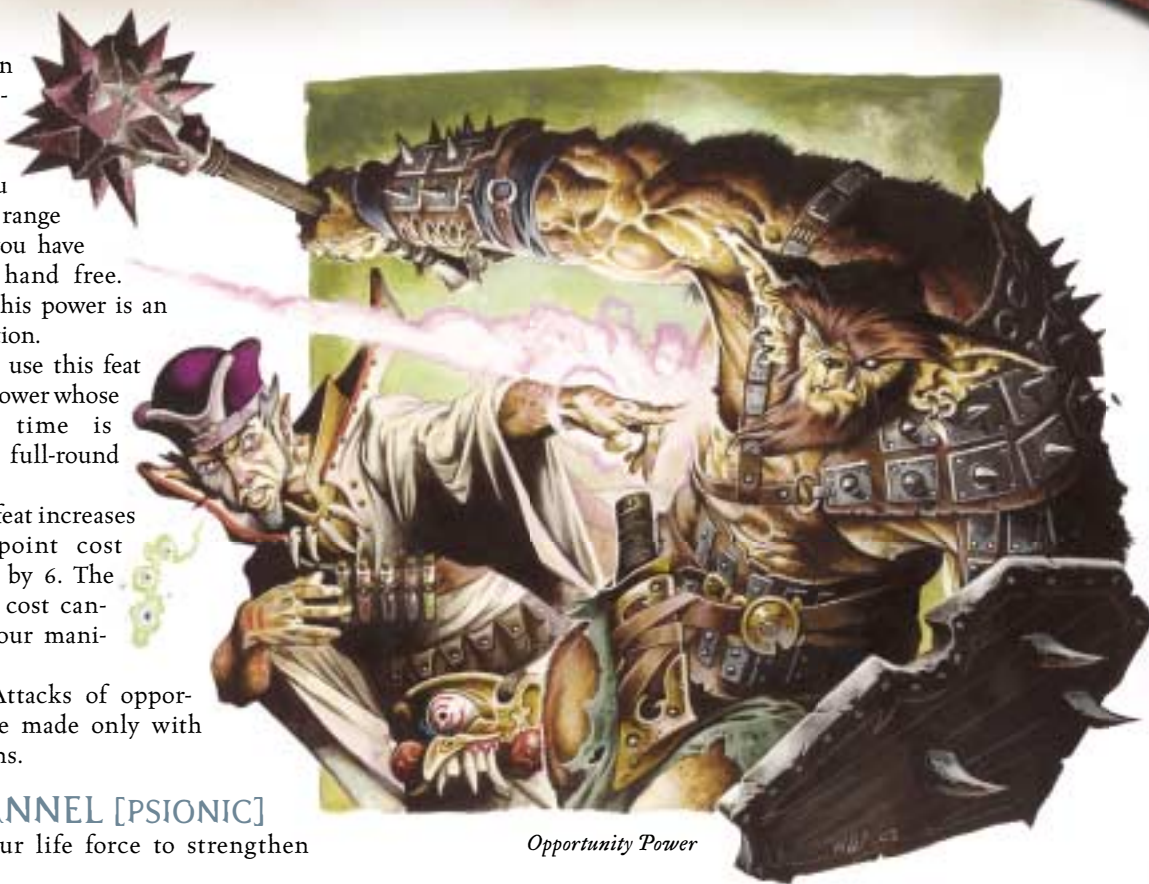 n
-
u
range
ou have
hand free.
his power is an
ion.
use this feat
ower whose
time is
full-round
feat increases
point cost
by 6. The
cost can-
our mani-
Attacks of oppor-
e made only with
ns.
ANNEL [PSIONIC]
ur life force to strengthen
Opportunity Power